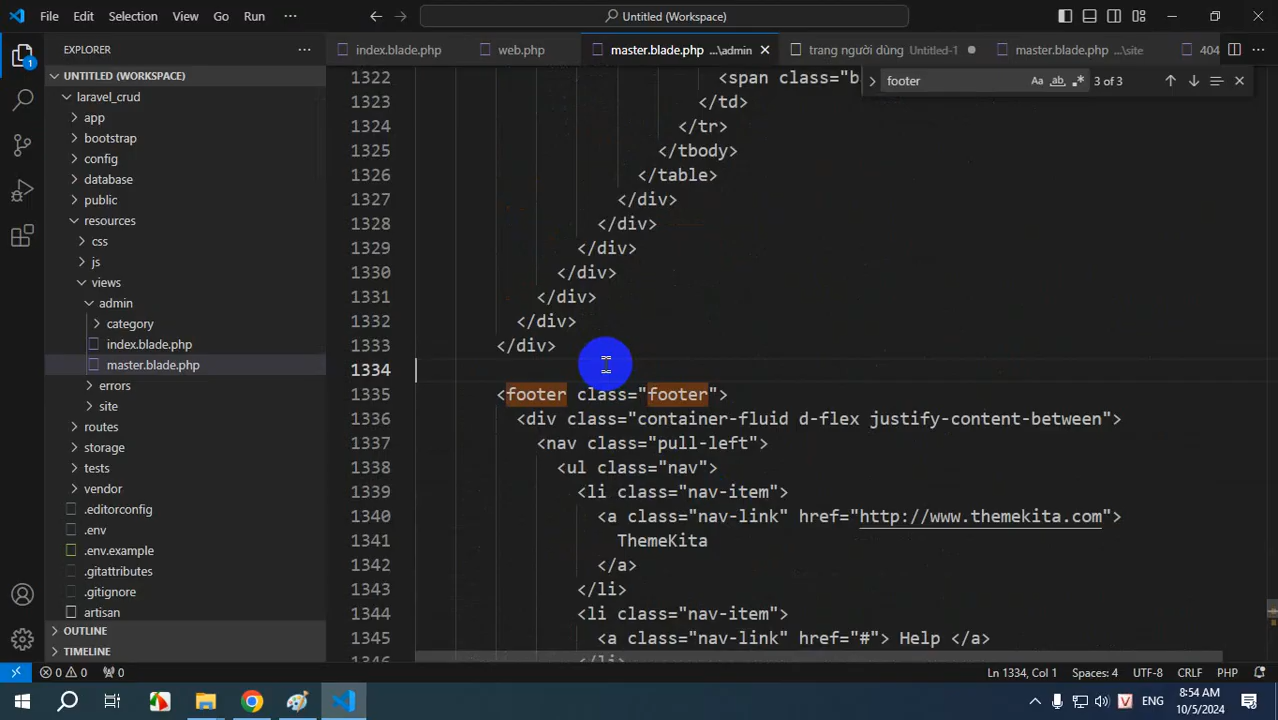 File Edit Selection View Go Run ··· Untitled (Workspace)
EXPLORER ···
index.blade.php web.php master.blade.php ...\admin trang người dùng Untitled-1 master.blade.php ...\site 404
footer Aa ab 3 of 3
UNTITLED (WORKSPACE)
laravel_crud
app
bootstrap
config
database
public
resources
css
js
views
admin
category
index.blade.php
master.blade.php
errors
site
routes
storage
tests
vendor
.editorconfig
.env
.env.example
.gitattributes
.gitignore
artisan
OUTLINE
TIMELINE
1
1322 <span class="b
1323 </td>
1324 </tr>
1325 </tbody>
1326 </table>
1327 </div>
1328 </div>
1329 </div>
1330 </div>
1331 </div>
1332 </div>
1333 </div>
1334
1335 <footer class="footer">
1336 <div class="container-fluid d-flex justify-content-between">
1337 <nav class="pull-left">
1338 <ul class="nav">
1339 <li class="nav-item">
1340 <a class="nav-link" href="http://www.themekita.com">
1341 ThemeKita
1342 </a>
1343 </li>
1344 <li class="nav-item">
1345 <a class="nav-link" href="#"> Help </a>
1346 </li>
0 0 0 Ln 1334, Col 1 Spaces: 4 UTF-8 CRLF PHP
V ENG 8:54 AM
10/5/2024